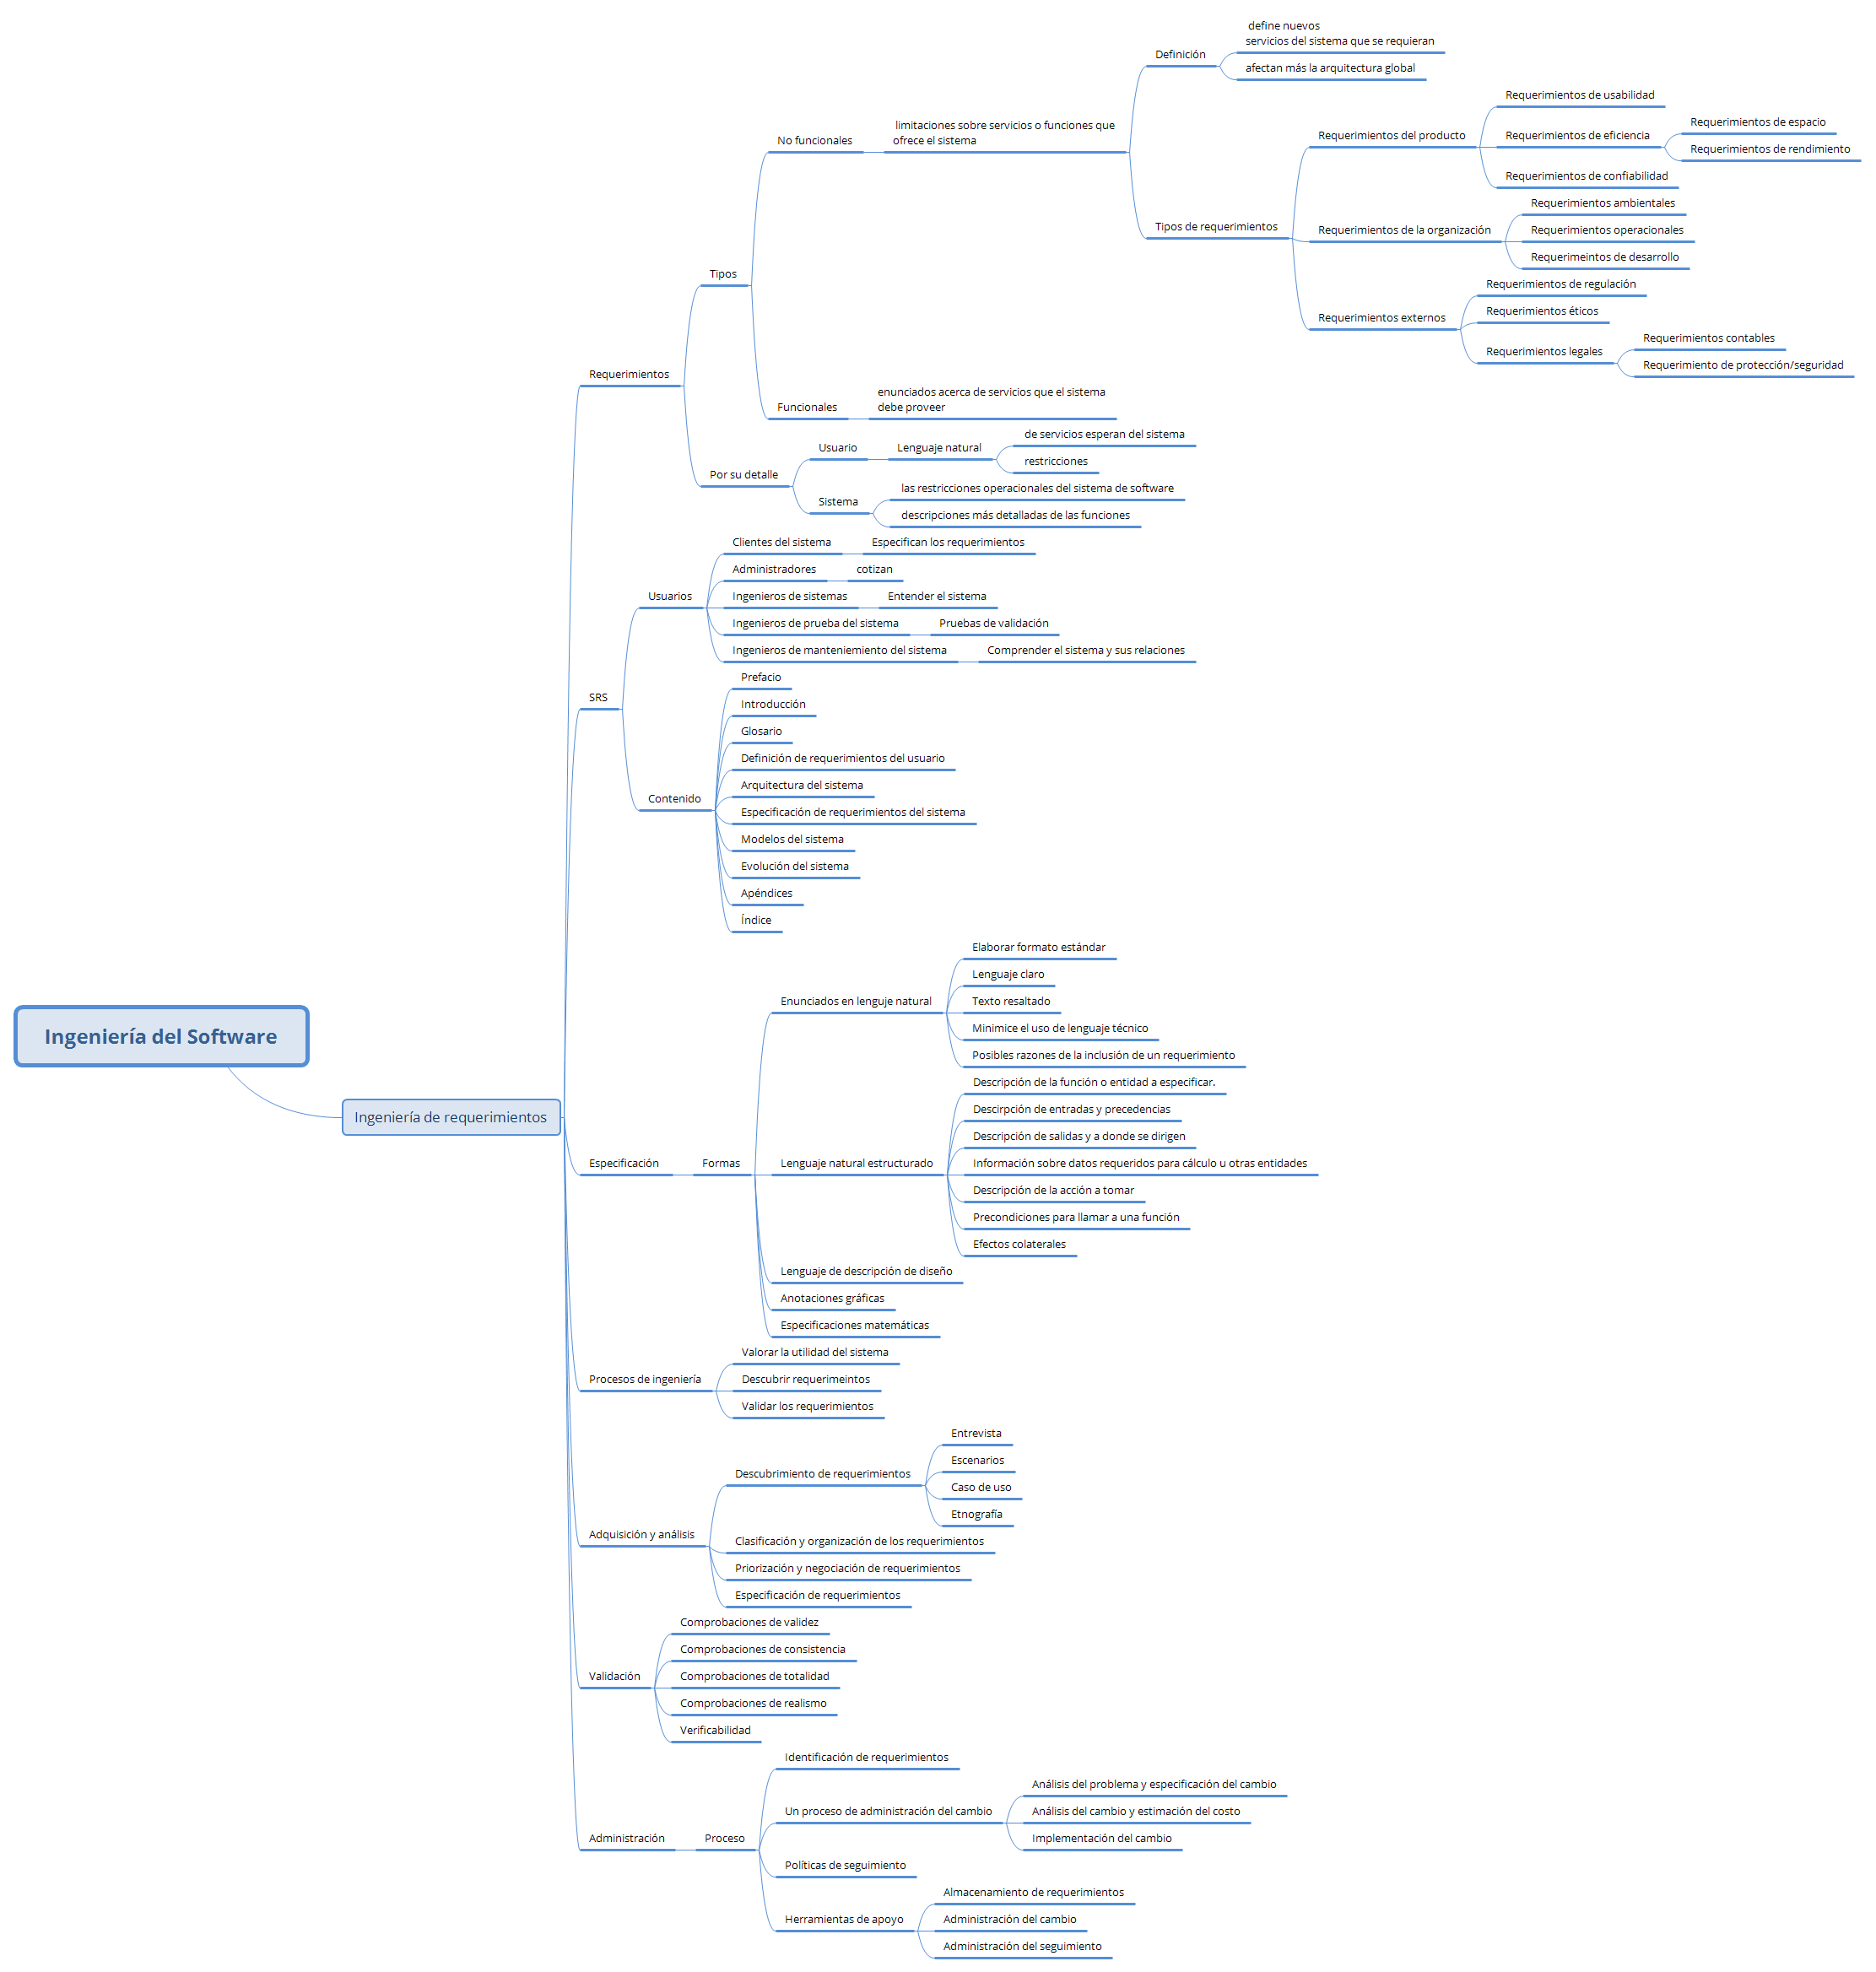 define nuevos
servicios del sistema que se requieran
Definición
afectan más la arquitectura global
Requerimientos de usabilidad
limitaciones sobre servicios o funciones que
ofrece el sistema
No funcionales
Requerimientos del producto
Requerimientos de eficiencia
Requerimientos de espacio
Requerimientos de rendimiento
Requerimientos de confiabilidad
Requerimientos ambientales
Tipos de requerimientos
Requerimientos de la organización
Requerimientos operacionales
Requerimeintos de desarrollo
Tipos
Requerimientos de regulación
Requerimientos éticos
Requerimientos externos
Requerimientos legales
Requerimientos contables
Requerimiento de protección/seguridad
Requerimientos
enunciados acerca de servicios que el sistema
debe proveer
Funcionales
de servicios esperan del sistema
Usuario
Lenguaje natural
restricciones
Por su detalle
las restricciones operacionales del sistema de software
Sistema
descripciones más detalladas de las funciones
Clientes del sistema
Especifican los requerimientos
Administradores
cotizan
Usuarios
Ingenieros de sistemas
Entender el sistema
Ingenieros de prueba del sistema
Pruebas de validación
Ingenieros de manteniemiento del sistema
Comprender el sistema y sus relaciones
SRS
Prefacio
Introducción
Glosario
Definición de requerimientos del usuario
Arquitectura del sistema
Contenido
Especificación de requerimientos del sistema
Modelos del sistema
Evolución del sistema
Apéndices
Índice
Elaborar formato estándar
Lenguaje claro
Enunciados en lenguje natural
Texto resaltado
Minimice el uso de lenguaje técnico
Posibles razones de la inclusión de un requerimiento
Ingeniería del Software
Ingeniería de requerimientos
Descripción de la función o entidad a especificar.
Descirpción de entradas y precedencias
Descripción de salidas y a donde se dirigen
Especificación
Formas
Lenguaje natural estructurado
Información sobre datos requeridos para cálculo u otras entidades
Descripción de la acción a tomar
Precondiciones para llamar a una función
Efectos colaterales
Lenguaje de descripción de diseño
Anotaciones gráficas
Especificaciones matemáticas
Valorar la utilidad del sistema
Procesos de ingeniería
Descubrir requerimeintos
Validar los requerimientos
Entrevista
Escenarios
Descubrimiento de requerimientos
Caso de uso
Etnografía
Adquisición y análisis
Clasificación y organización de los requerimientos
Priorización y negociación de requerimientos
Especificación de requerimientos
Comprobaciones de validez
Comprobaciones de consistencia
Validación
Comprobaciones de totalidad
Comprobaciones de realismo
Verificabilidad
Identificación de requerimientos
Análisis del problema y especificación del cambio
Un proceso de administración del cambio
Análisis del cambio y estimación del costo
Implementación del cambio
Administración
Proceso
Políticas de seguimiento
Almacenamiento de requerimientos
Herramientas de apoyo
Administración del cambio
Administración del seguimiento